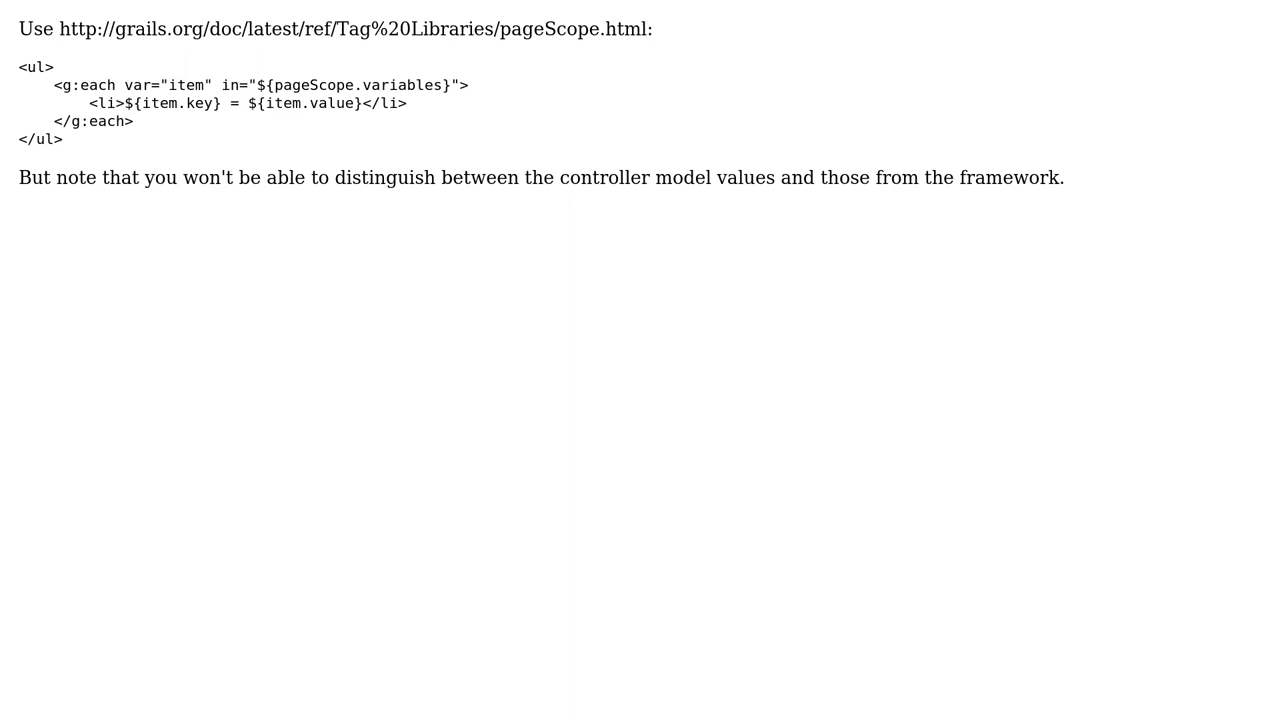 Use http://grails.org/doc/latest/ref/Tag%20Libraries/pageScope.html:
<ul>
    <g:each var="item" in="${pageScope.variables}">
        <li>${item.key} = ${item.value}</li>
    </g:each>
</ul>
But note that you won't be able to distinguish between the controller model values and those from the framework.